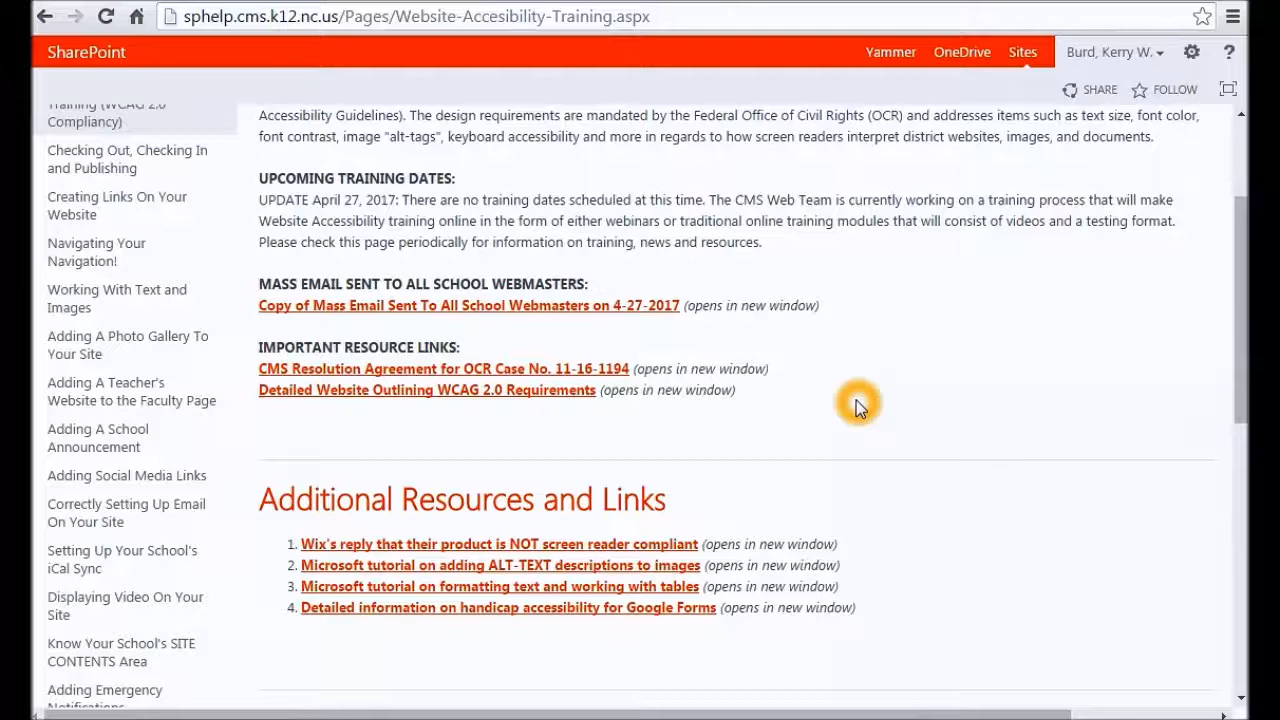 sphelp.cms.k12.nc.us/Pages/Website-Accesibility-Training.aspx
SharePoint
Yammer OneDrive Sites Burd, Kerry W. ?
SHARE FOLLOW
Training (WCAG 2.0
Compliancy)
Checking Out, Checking In
and Publishing
Creating Links On Your
Website
Navigating Your
Navigation!
Working With Text and
Images
Adding A Photo Gallery To
Your Site
Adding A Teacher's
Website to the Faculty Page
Adding A School
Announcement
Adding Social Media Links
Correctly Setting Up Email
On Your Site
Setting Up Your School's
iCal Sync
Displaying Video On Your
Site
Know Your School's SITE
CONTENTS Area
Adding Emergency
Notifications
Accessibility Guidelines). The design requirements are mandated by the Federal Office of Civil Rights (OCR) and addresses items such as text size, font color,
font contrast, image "alt-tags", keyboard accessibility and more in regards to how screen readers interpret district websites, images, and documents.
UPCOMING TRAINING DATES:
UPDATE April 27, 2017: There are no training dates scheduled at this time. The CMS Web Team is currently working on a training process that will make
Website Accessibility training online in the form of either webinars or traditional online training modules that will consist of videos and a testing format.
Please check this page periodically for information on training, news and resources.
MASS EMAIL SENT TO ALL SCHOOL WEBMASTERS:
Copy of Mass Email Sent To All School Webmasters on 4-27-2017 (opens in new window)
IMPORTANT RESOURCE LINKS:
CMS Resolution Agreement for OCR Case No. 11-16-1194 (opens in new window)
Detailed Website Outlining WCAG 2.0 Requirements (opens in new window)
Additional Resources and Links
1. Wix's reply that their product is NOT screen reader compliant (opens in new window)
2. Microsoft tutorial on adding ALT-TEXT descriptions to images (opens in new window)
3. Microsoft tutorial on formatting text and working with tables (opens in new window)
4. Detailed information on handicap accessibility for Google Forms (opens in new window)